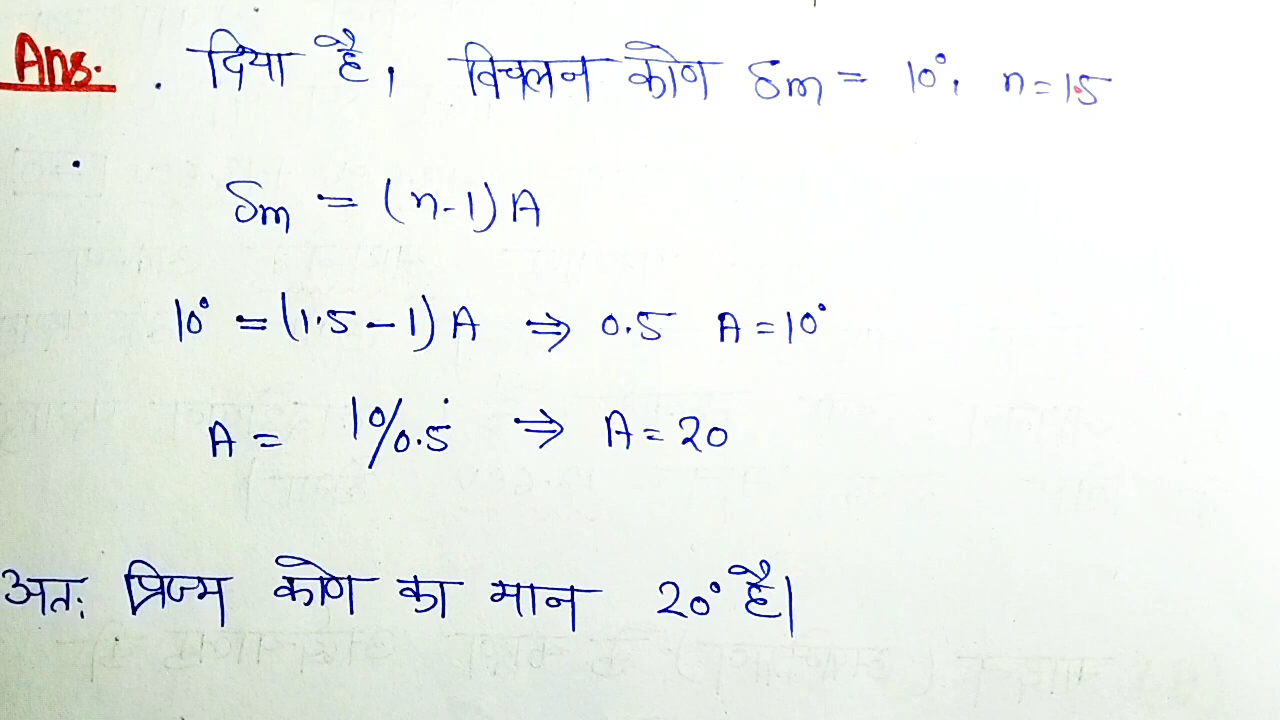 Ans. . दिया है, विचलन कोण δm = 10°, n = 1.5
δm = (n-1) A
10° = (1.5 - 1) A ⇒ 0.5 A = 10°
A = 10/0.5 ⇒ A = 20
अतः प्रिज्म कोण का मान 20° है।